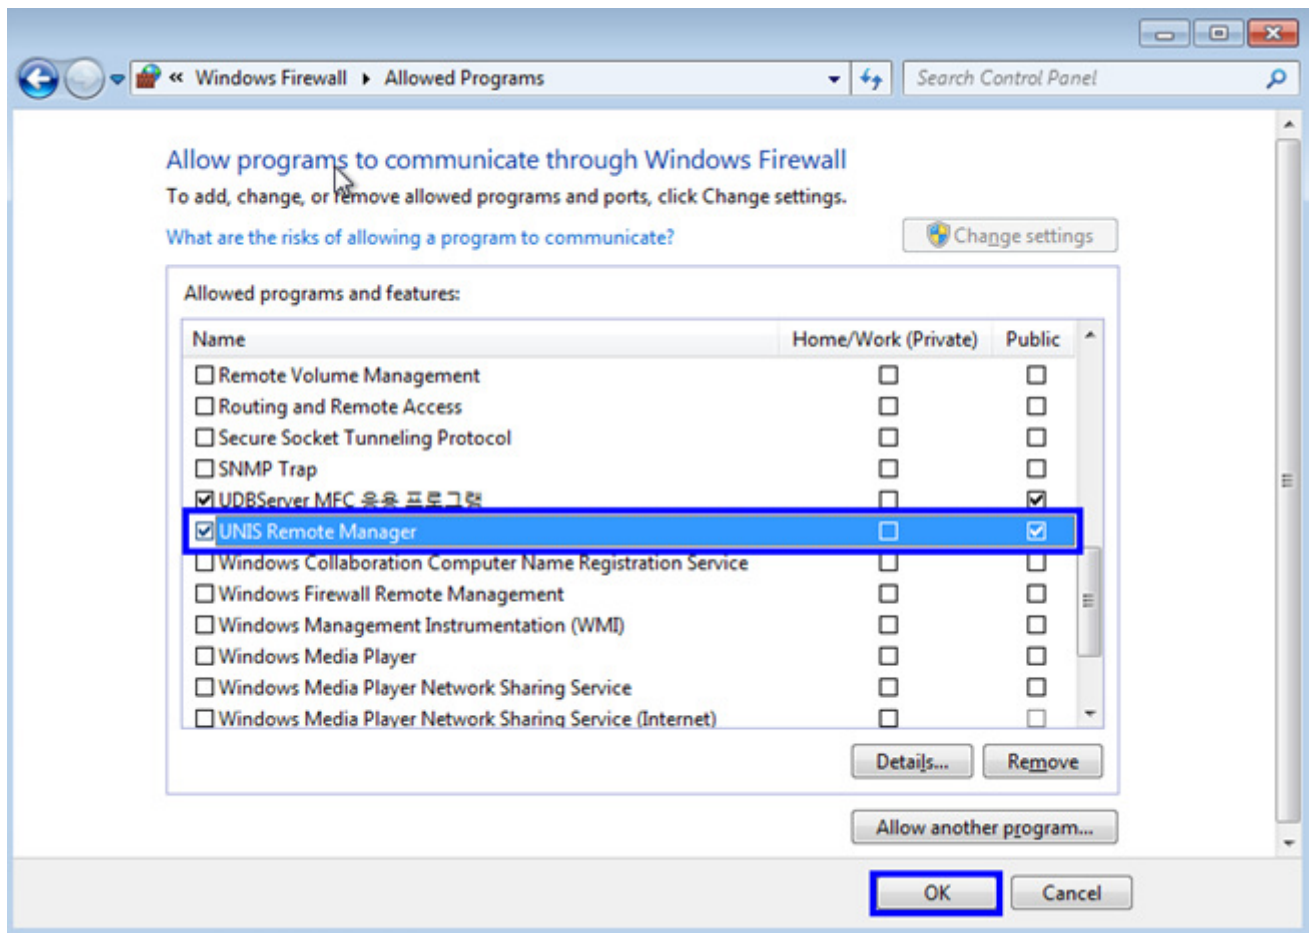 « Windows Firewall ▸ Allowed Programs
Search Control Panel
Allow programs to communicate through Windows Firewall
To add, change, or remove allowed programs and ports, click Change settings.
What are the risks of allowing a program to communicate?
Change settings
Allowed programs and features:
Name Home/Work (Private) Public
Remote Volume Management
Routing and Remote Access
Secure Socket Tunneling Protocol
SNMP Trap
UDBServer MFC 응용 프로그램
UNIS Remote Manager
Windows Collaboration Computer Name Registration Service
Windows Firewall Remote Management
Windows Management Instrumentation (WMI)
Windows Media Player
Windows Media Player Network Sharing Service
Windows Media Player Network Sharing Service (Internet)
Details... Remove
Allow another program...
OK Cancel